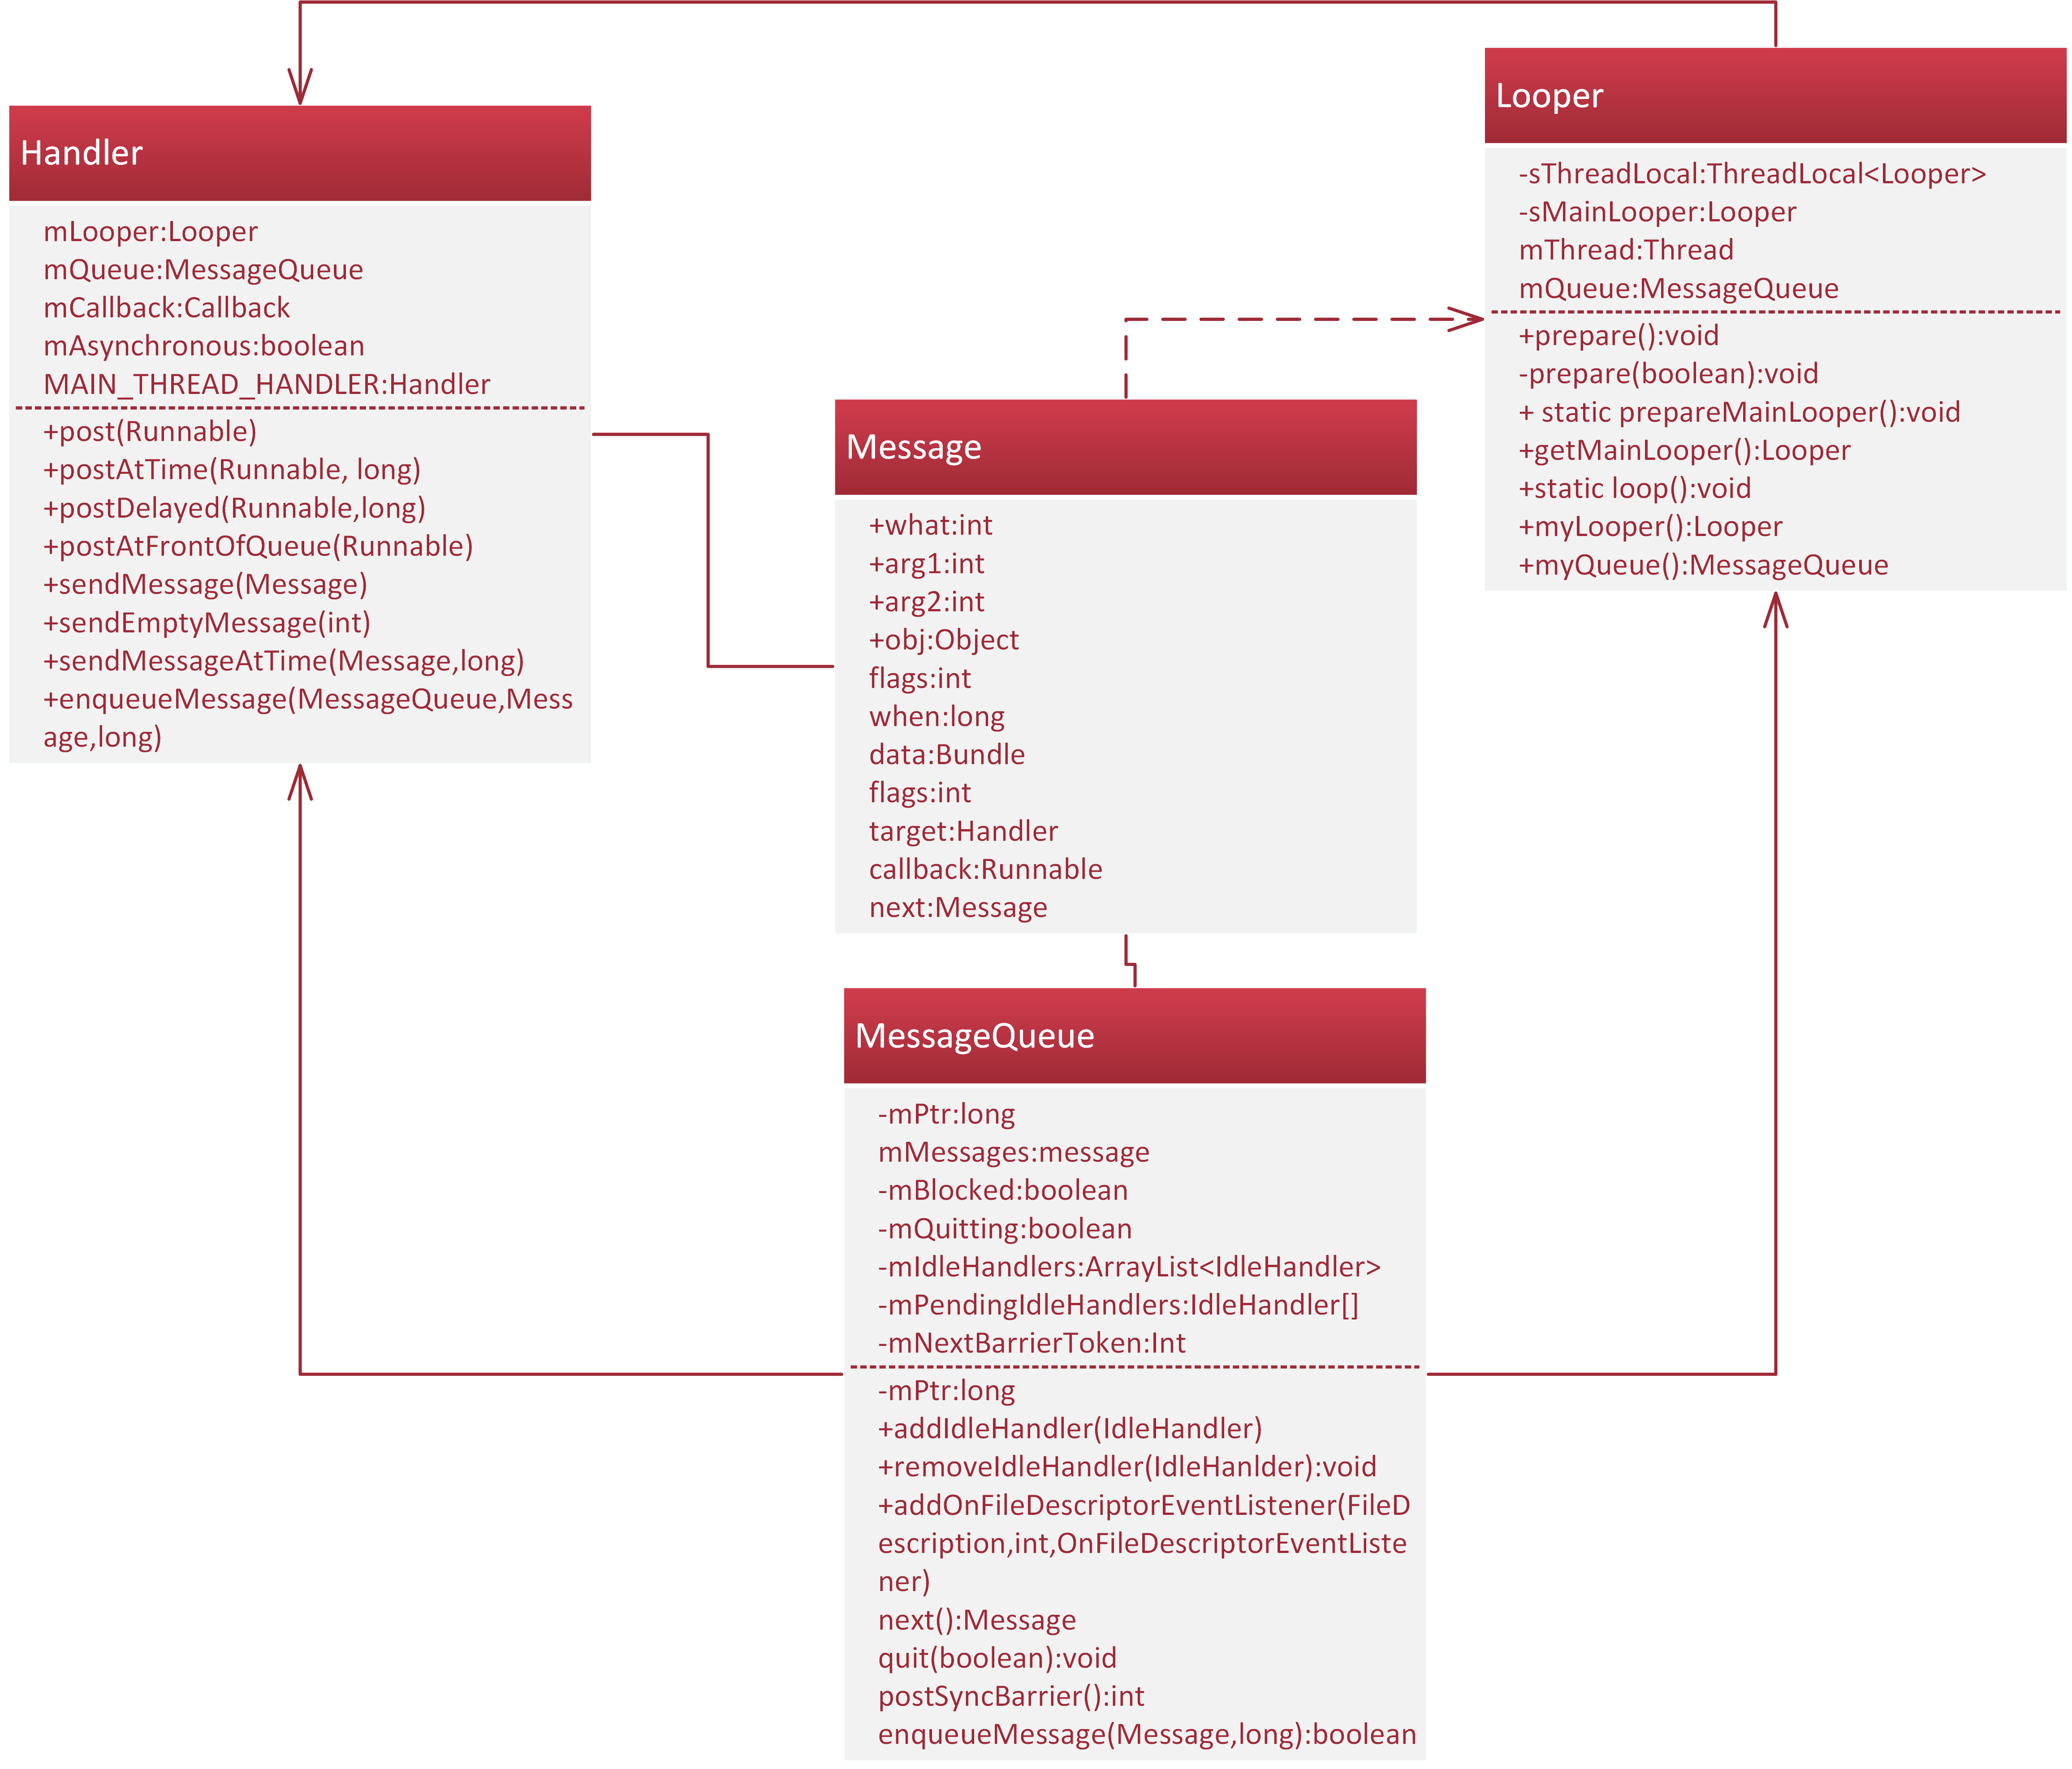 Handler
mLooper:Looper
mQueue:MessageQueue
mCallback:Callback
mAsynchronous:boolean
MAIN_THREAD_HANDLER:Handler
+post(Runnable)
+postAtTime(Runnable, long)
+postDelayed(Runnable,long)
+postAtFrontOfQueue(Runnable)
+sendMessage(Message)
+sendEmptyMessage(int)
+sendMessageAtTime(Message,long)
+enqueueMessage(MessageQueue,Mess
age,long)
Looper
-sThreadLocal:ThreadLocal<Looper>
-sMainLooper:Looper
mThread:Thread
mQueue:MessageQueue
+prepare():void
-prepare(boolean):void
+ static prepareMainLooper():void
+getMainLooper():Looper
+static loop():void
+myLooper():Looper
+myQueue():MessageQueue
Message
+what:int
+arg1:int
+arg2:int
+obj:Object
flags:int
when:long
data:Bundle
flags:int
target:Handler
callback:Runnable
next:Message
MessageQueue
-mPtr:long
mMessages:message
-mBlocked:boolean
-mQuitting:boolean
-mIdleHandlers:ArrayList<IdleHandler>
-mPendingIdleHandlers:IdleHandler[]
-mNextBarrierToken:Int
-mPtr:long
+addIdleHandler(IdleHandler)
+removeIdleHandler(IdleHanlder):void
+addOnFileDescriptorEventListener(FileD
escription,int,OnFileDescriptorEventListe
ner)
next():Message
quit(boolean):void
postSyncBarrier():int
enqueueMessage(Message,long):boolean